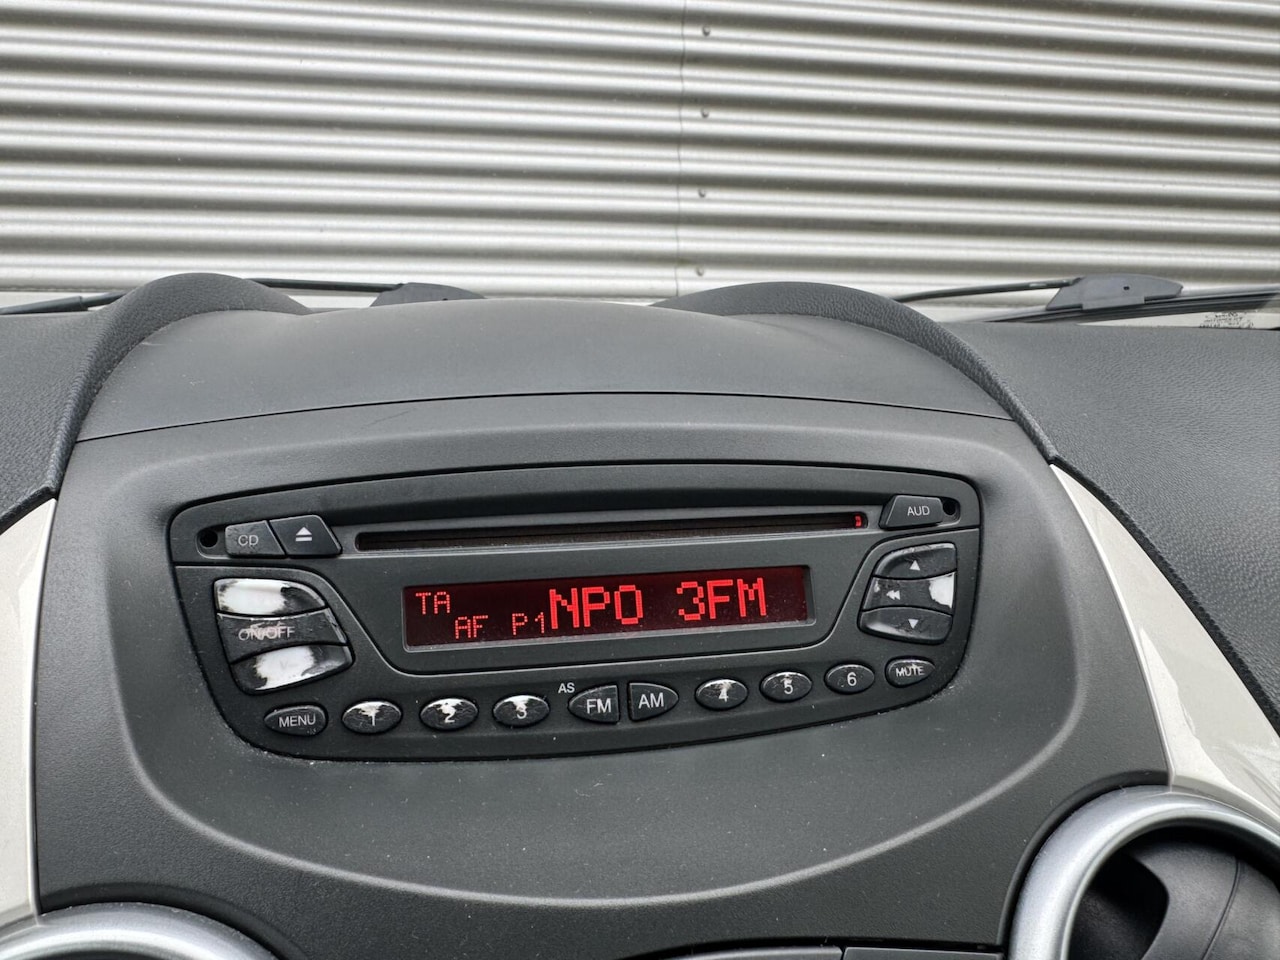 CD
AUD
TA
AF P1 NPO 3FM
ON/OFF
AS
MENU 1 2 3 FM AM 4 5 6 MUTE